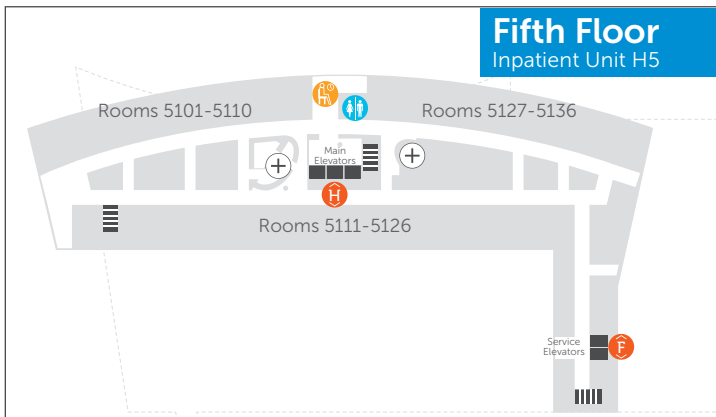 Fifth Floor
Inpatient Unit H5
Rooms 5101-5110
Rooms 5127-5136
Main
Elevators
H
Rooms 5111-5126
Service
Elevators
F